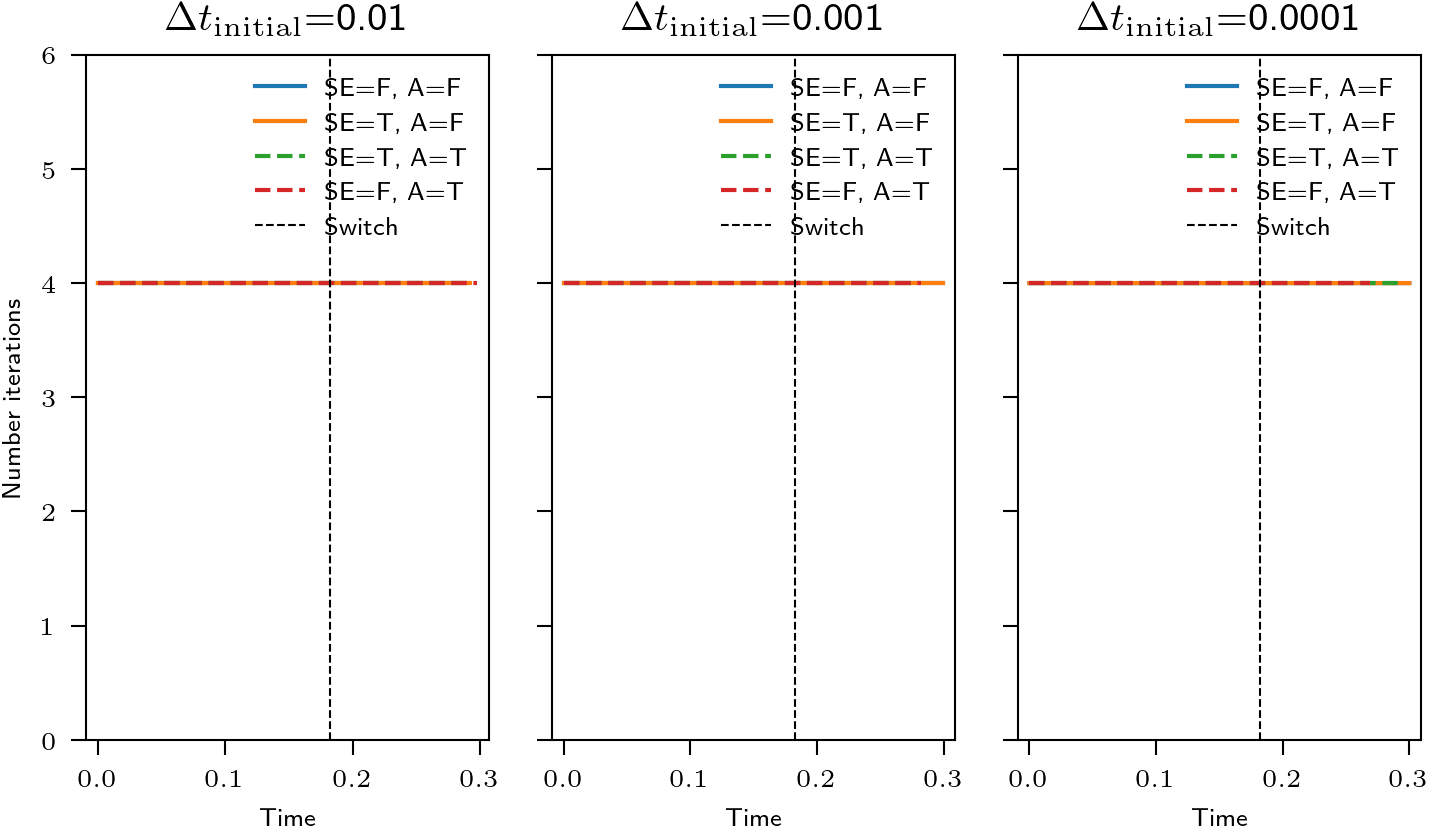 Δt_initial=0.01
6
5
4
3
2
1
0
Number iterations
SE=F, A=F
SE=T, A=F
SE=T, A=T
SE=F, A=T
Switch
0.0 0.1 0.2 0.3
Time
Δt_initial=0.001
SE=F, A=F
SE=T, A=F
SE=T, A=T
SE=F, A=T
Switch
0.0 0.1 0.2 0.3
Time
Δt_initial=0.0001
SE=F, A=F
SE=T, A=F
SE=T, A=T
SE=F, A=T
Switch
0.0 0.1 0.2 0.3
Time